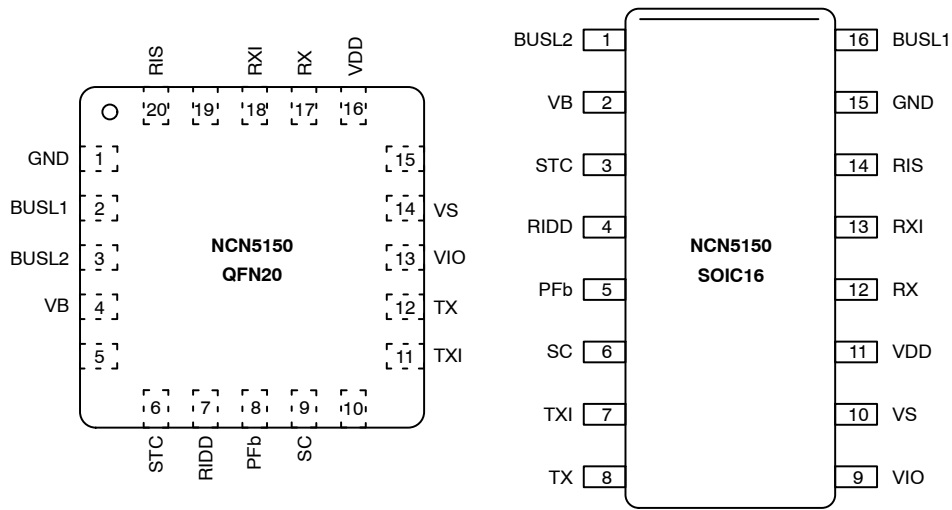 RIS
RXI
RX
VDD
20 19 18 17 16
GND 1
BUSL1 2
BUSL2 3
VB 4
5
15
14 VS
13 VIO
12 TX
11 TXI
NCN5150
QFN20
6 7 8 9 10
STC
RIDD
PFb
SC
BUSL2 1
VB 2
STC 3
RIDD 4
PFb 5
SC 6
TXI 7
TX 8
NCN5150
SOIC16
16 BUSL1
15 GND
14 RIS
13 RXI
12 RX
11 VDD
10 VS
9 VIO